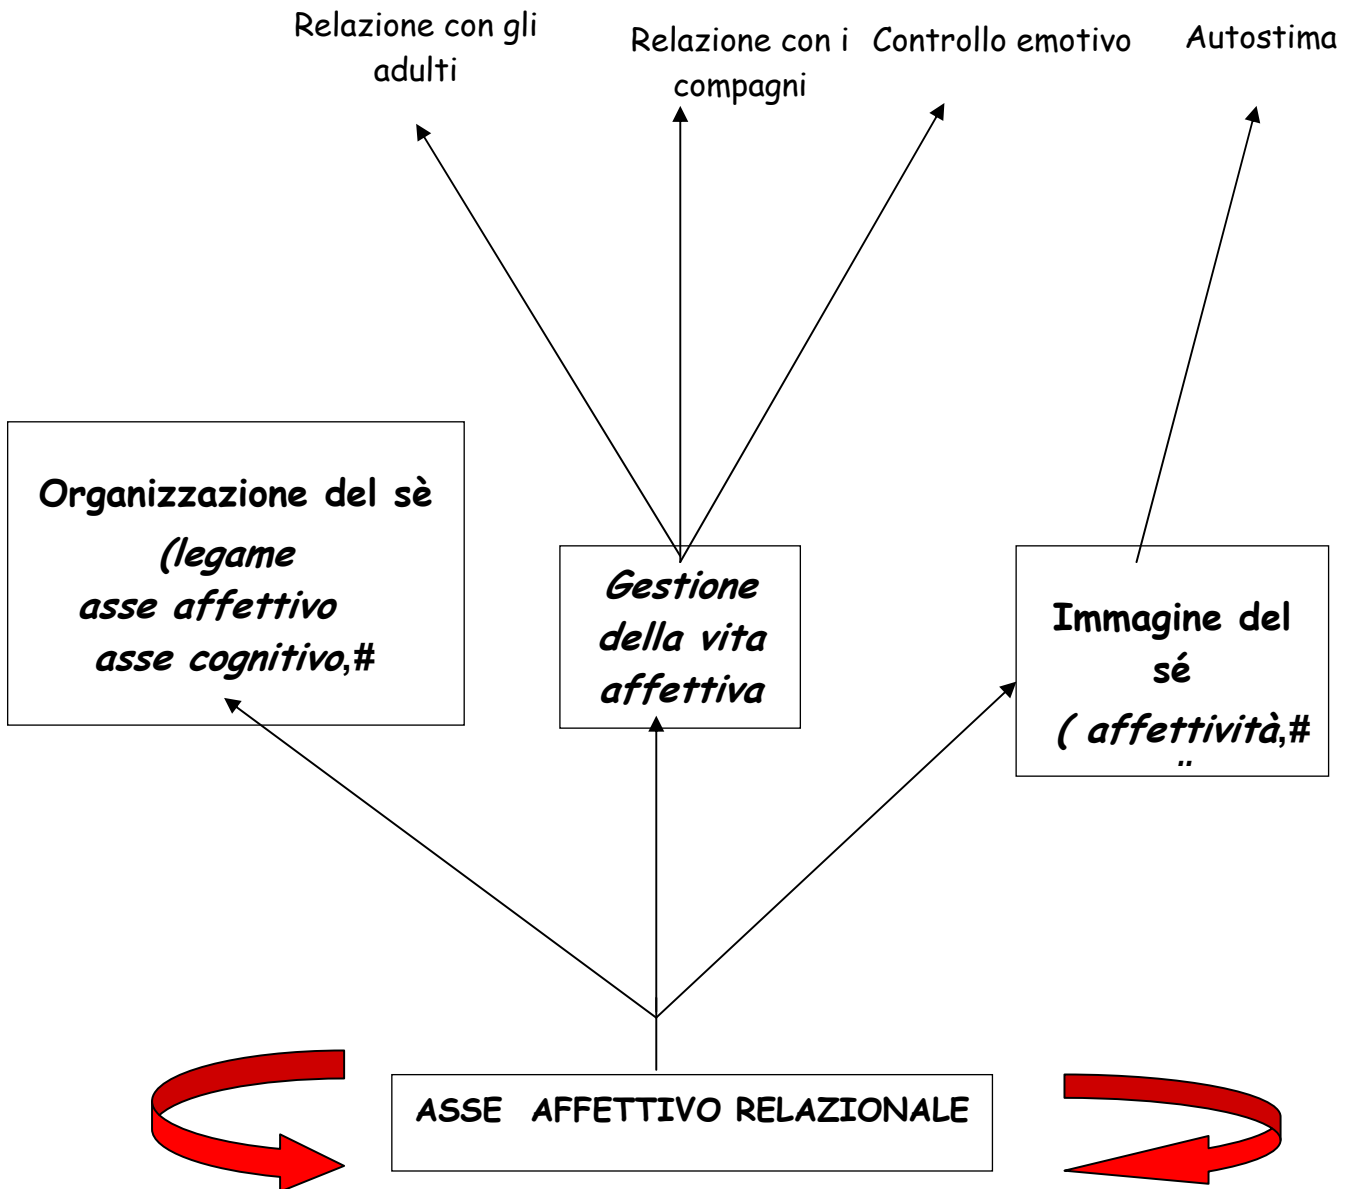 Relazione con gli
adulti
Relazione con i
compagni
Controllo emotivo
Autostima
Organizzazione del sè
(legame
asse affettivo
asse cognitivo,#
Gestione
della vita
affettiva
Immagine del
sé
( affettività,#
ASSE AFFETTIVO RELAZIONALE